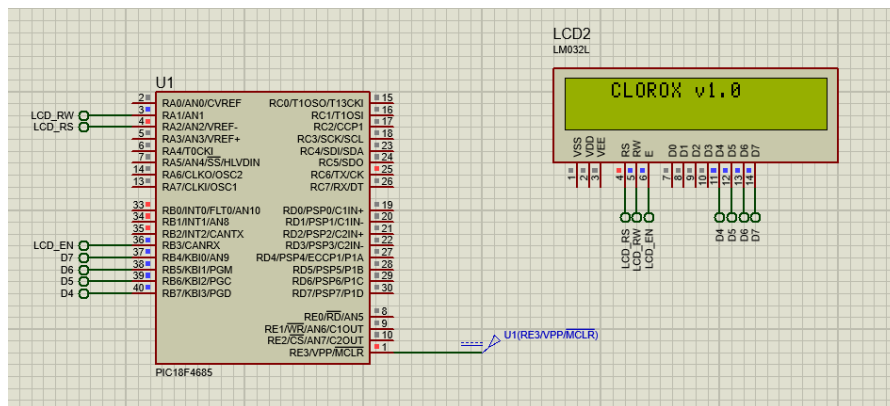 LCD2
LM032L
CLOROX v1.0
VSS
VDD
VEE
RS
RW
E
D0
D1
D2
D3
D4
D5
D6
D7
1
2
3
4
5
6
7
8
9
10
11
12
13
14
LCD_RS
LCD_RW
LCD_EN
D4
D5
D6
D7
U1
LCD_RW
LCD_RS
LCD_EN
D7
D6
D5
D4
2 RA0/AN0/CVREF RC0/T1OSO/T13CKI 15
3 RA1/AN1 RC1/T1OSI 16
4 RA2/AN2/VREF- RC2/CCP1 17
5 RA3/AN3/VREF+ RC3/SCK/SCL 18
6 RA4/T0CKI RC4/SDI/SDA 23
7 RA5/AN4/SS/HLVDIN RC5/SDO 24
14 RA6/CLKO/OSC2 RC6/TX/CK 25
13 RA7/CLKI/OSC1 RC7/RX/DT 26
33 RB0/INT0/FLT0/AN10 RD0/PSP0/C1IN+ 19
34 RB1/INT1/AN8 RD1/PSP1/C1IN- 20
35 RB2/INT2/CANTX RD2/PSP2/C2IN+ 21
36 RB3/CANRX RD3/PSP3/C2IN- 22
37 RB4/KBI0/AN9 RD4/PSP4/ECCP1/P1A 27
38 RB5/KBI1/PGM RD5/PSP5/P1B 28
39 RB6/KBI2/PGC RD6/PSP6/P1C 29
40 RB7/KBI3/PGD RD7/PSP7/P1D 30
RE0/RD/AN5 8
RE1/WR/AN6/C1OUT 9
RE2/CS/AN7/C2OUT 10
RE3/VPP/MCLR 1
U1(RE3/VPP/MCLR)
PIC18F4685